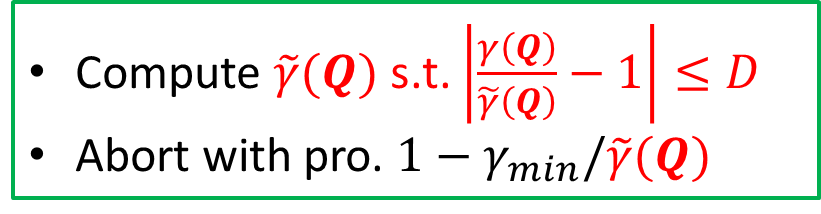 • Compute γ̃(Q) s.t. |γ(Q)/γ̃(Q) − 1| ≤ D
• Abort with pro. 1 − γ_min/γ̃(Q)